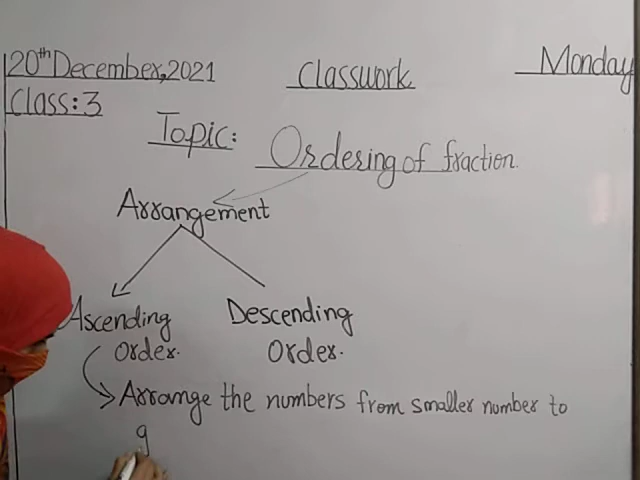 20th December,2021 Classwork Monday
Class:3
Topic: Ordering of fraction.
Arrangement
Ascending Descending
Order. Order.
Arrange the numbers from smaller number to
g